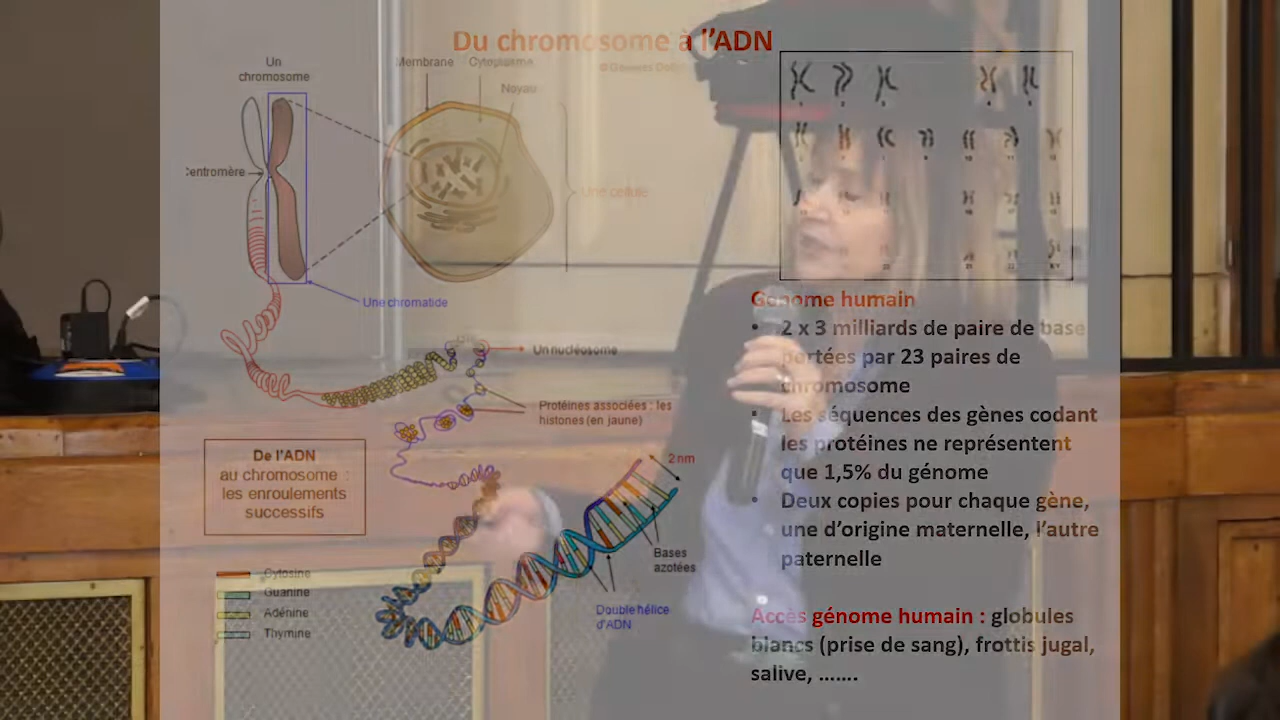 Du chromosome à l'ADN
Un
chromosome
Membrane
Cytoplasme
Noyau
Centromère
Une cellule
Une chromatide
Un nucléosome
Protéines associées : les
histones (en jaune)
De l'ADN
au chromosome :
les enroulements
successifs
2 nm
Bases
azotées
Double hélice
d'ADN
Cytosine
Guanine
Adénine
Thymine
Génome humain
• 2 x 3 milliards de paire de base
portées par 23 paires de
chromosome
• Les séquences des gènes codant
les protéines ne représentent
que 1,5% du génome
• Deux copies pour chaque gène,
une d'origine maternelle, l'autre
paternelle
Accès génome humain : globules
blancs (prise de sang), frottis jugal,
salive, …….